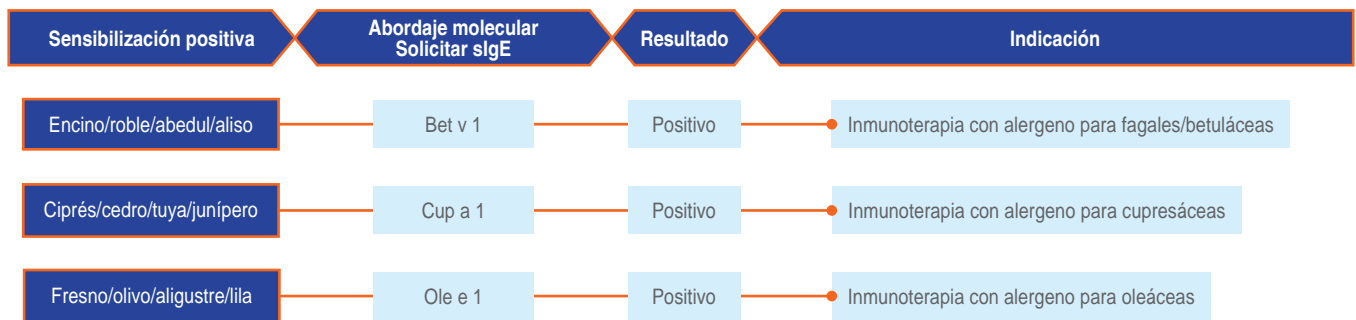 Sensibilización positiva
Abordaje molecular
Solicitar sIgE
Resultado
Indicación
Encino/roble/abedul/aliso
Bet v 1
Positivo
Inmunoterapia con alergeno para fagales/betuláceas
Ciprés/cedro/tuya/junípero
Cup a 1
Positivo
Inmunoterapia con alergeno para cupresáceas
Fresno/olivo/aligustre/lila
Ole e 1
Positivo
Inmunoterapia con alergeno para oleáceas